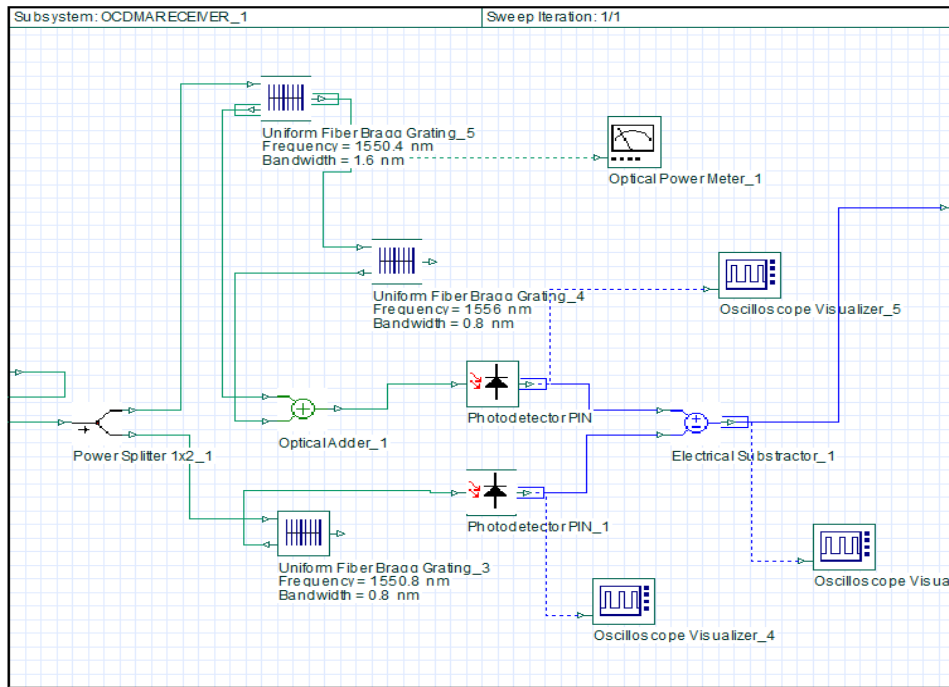 Subsystem: OCDMARECEIVER_1
Sweep Iteration: 1/1
Uniform Fiber Bragg Grating_5
Frequency = 1550.4 nm
Bandwidth = 1.6 nm
Optical Power Meter_1
Uniform Fiber Bragg Grating_4
Frequency = 1556 nm
Bandwidth = 0.8 nm
Oscilloscope Visualizer_5
Photodetector PIN
Optical Adder_1
Power Splitter 1x2_1
Electrical Substractor_1
Photodetector PIN_1
Uniform Fiber Bragg Grating_3
Frequency = 1550.8 nm
Bandwidth = 0.8 nm
Oscilloscope Visua
Oscilloscope Visualizer_4